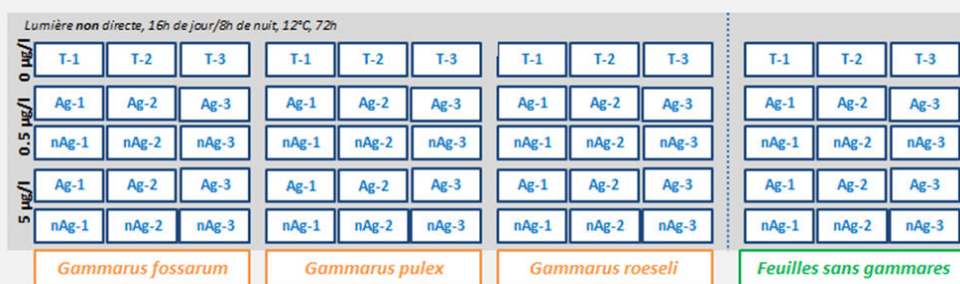 Lumière non directe, 16h de jour/8h de nuit, 12°C, 72h
0 µg/l
T-1 T-2 T-3 T-1 T-2 T-3 T-1 T-2 T-3 T-1 T-2 T-3
0.5 µg/l
Ag-1 Ag-2 Ag-3 Ag-1 Ag-2 Ag-3 Ag-1 Ag-2 Ag-3 Ag-1 Ag-2 Ag-3
nAg-1 nAg-2 nAg-3 nAg-1 nAg-2 nAg-3 nAg-1 nAg-2 nAg-3 nAg-1 nAg-2 nAg-3
5 µg/l
Ag-1 Ag-2 Ag-3 Ag-1 Ag-2 Ag-3 Ag-1 Ag-2 Ag-3 Ag-1 Ag-2 Ag-3
nAg-1 nAg-2 nAg-3 nAg-1 nAg-2 nAg-3 nAg-1 nAg-2 nAg-3 nAg-1 nAg-2 nAg-3
Gammarus fossarum Gammarus pulex Gammarus roeseli Feuilles sans gammares